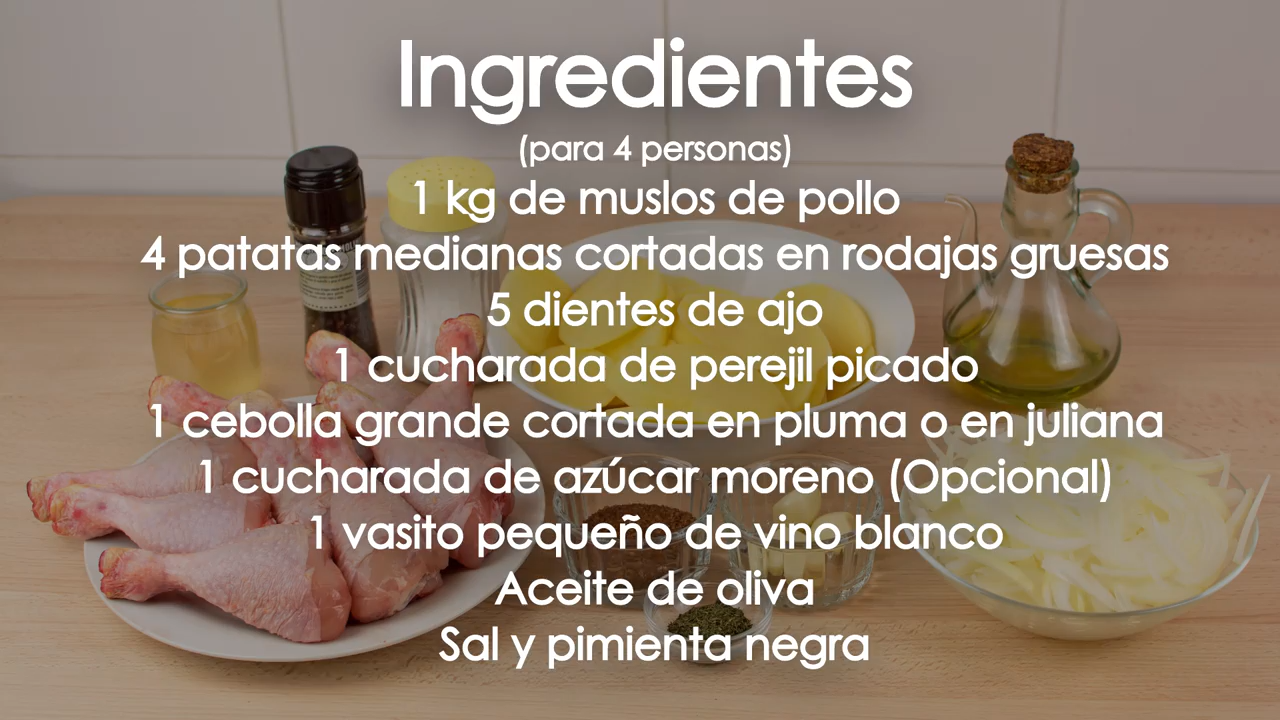 Ingredientes
(para 4 personas)
1 kg de muslos de pollo
4 patatas medianas cortadas en rodajas gruesas
5 dientes de ajo
1 cucharada de perejil picado
1 cebolla grande cortada en pluma o en juliana
1 cucharada de azúcar moreno (Opcional)
1 vasito pequeño de vino blanco
Aceite de oliva
Sal y pimienta negra